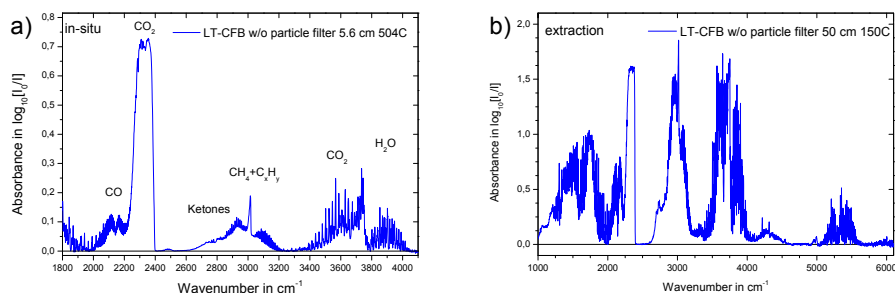 a)
in-situ
CO₂
LT-CFB w/o particle filter 5.6 cm 504C
CO
Ketones
CH₄+CₓHᵧ
CO₂
H₂O
Absorbance in log₁₀[I₀/I]
0,0
0,1
0,2
0,3
0,4
0,5
0,6
0,7
0,8
1800 2000 2200 2400 2600 2800 3000 3200 3400 3600 3800 4000
Wavenumber in cm⁻¹
b)
extraction
LT-CFB w/o particle filter 50 cm 150C
Absorbance in log₁₀[I₀/I]
0,0
0,5
1,0
1,5
2,0
1000 2000 3000 4000 5000 6000
Wavenumber in cm⁻¹